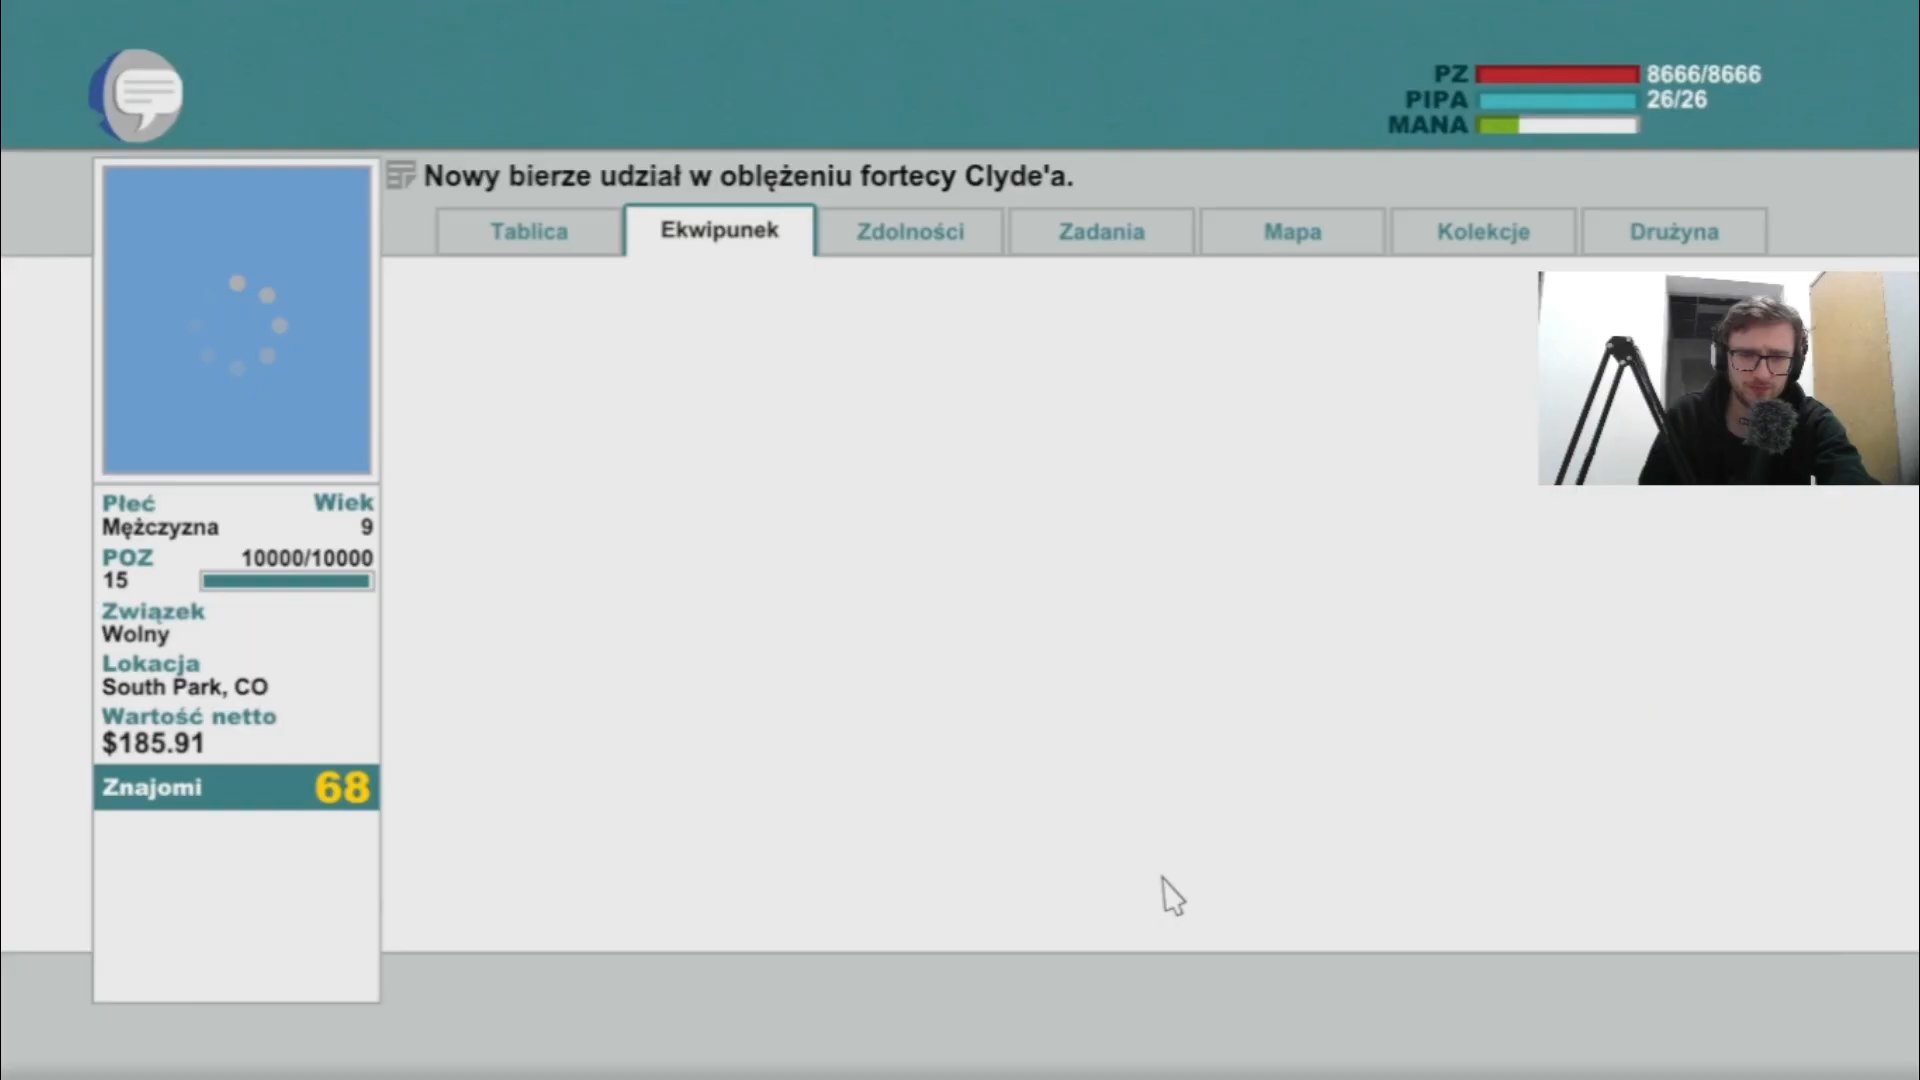 PZ 8666/8666
PIPA 26/26
MANA
Nowy bierze udział w oblężeniu fortecy Clyde'a.
Tablica Ekwipunek Zdolności Zadania Mapa Kolekcje Drużyna
Płeć Wiek
Mężczyzna 9
POZ 10000/10000
15
Związek
Wolny
Lokacja
South Park, CO
Wartość netto
$185.91
Znajomi 68